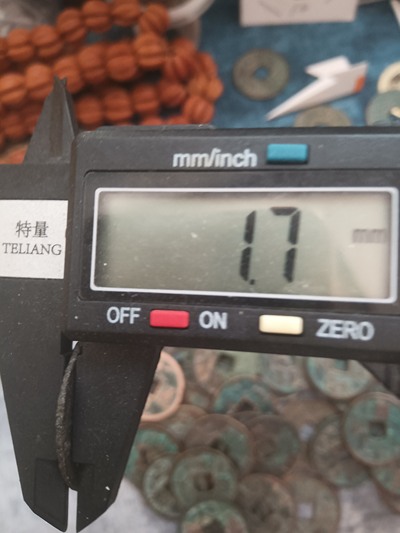 mm/inch
特量
TELIANG
1.7
mm
OFF
ON
ZERO